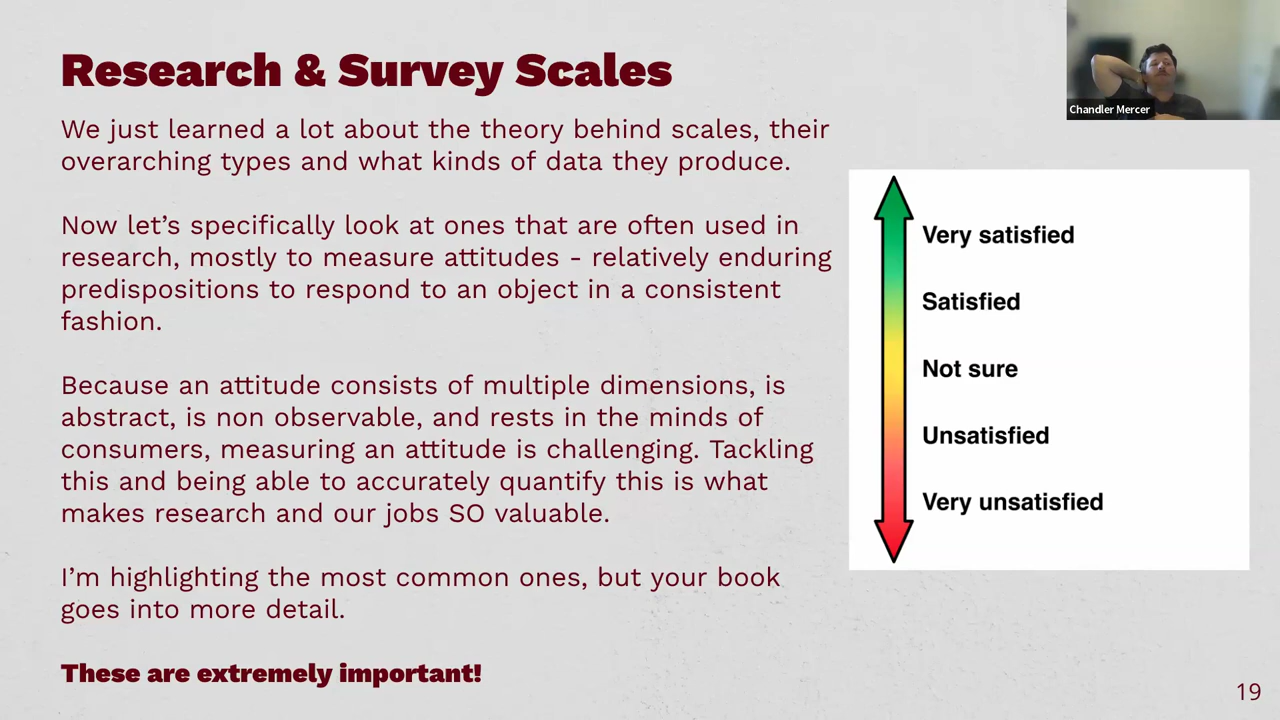 Research & Survey Scales
We just learned a lot about the theory behind scales, their
overarching types and what kinds of data they produce.
Now let’s specifically look at ones that are often used in
research, mostly to measure attitudes - relatively enduring
predispositions to respond to an object in a consistent
fashion.
Because an attitude consists of multiple dimensions, is
abstract, is non observable, and rests in the minds of
consumers, measuring an attitude is challenging. Tackling
this and being able to accurately quantify this is what
makes research and our jobs SO valuable.
I’m highlighting the most common ones, but your book
goes into more detail.
These are extremely important!
Chandler Mercer
Very satisfied
Satisfied
Not sure
Unsatisfied
Very unsatisfied
19